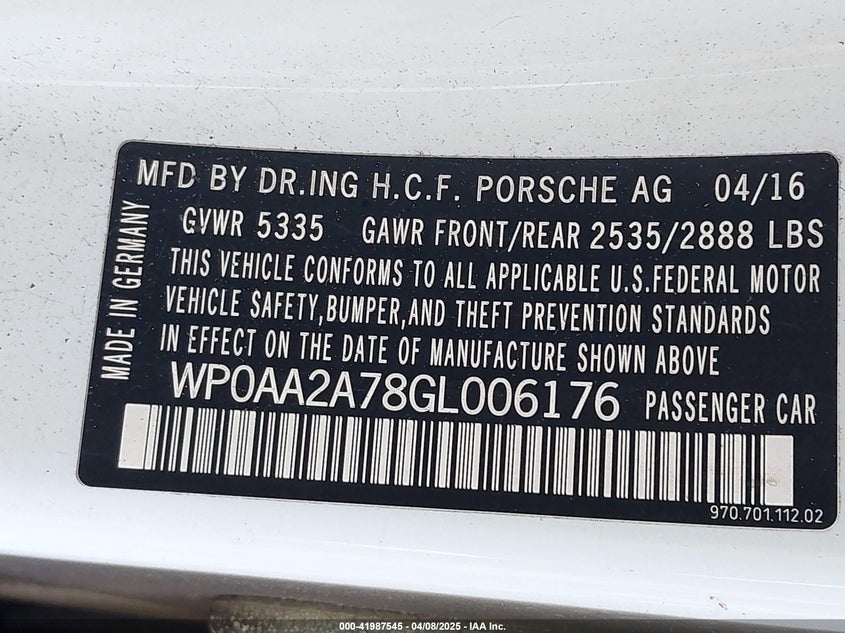 MFD BY DR.ING H.C.F. PORSCHE AG 04/16
GVWR 5335 GAWR FRONT/REAR 2535/2888 LBS
THIS VEHICLE CONFORMS TO ALL APPLICABLE U.S.FEDERAL MOTOR
VEHICLE SAFETY,BUMPER,AND THEFT PREVENTION STANDARDS
IN EFFECT ON THE DATE OF MANUFACTURE SHOWN ABOVE
WP0AA2A78GL006176 PASSENGER CAR
MADE IN GERMANY
970.701.112.02
000-41987545 - 04/08/2025 - IAA Inc.